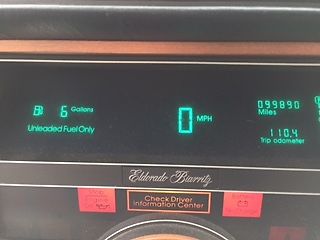 6 Gallons
Unleaded Fuel Only
0 MPH
099890
Miles
110.4
Trip odometer
Eldorado Biarritz
Check Driver
Information Center